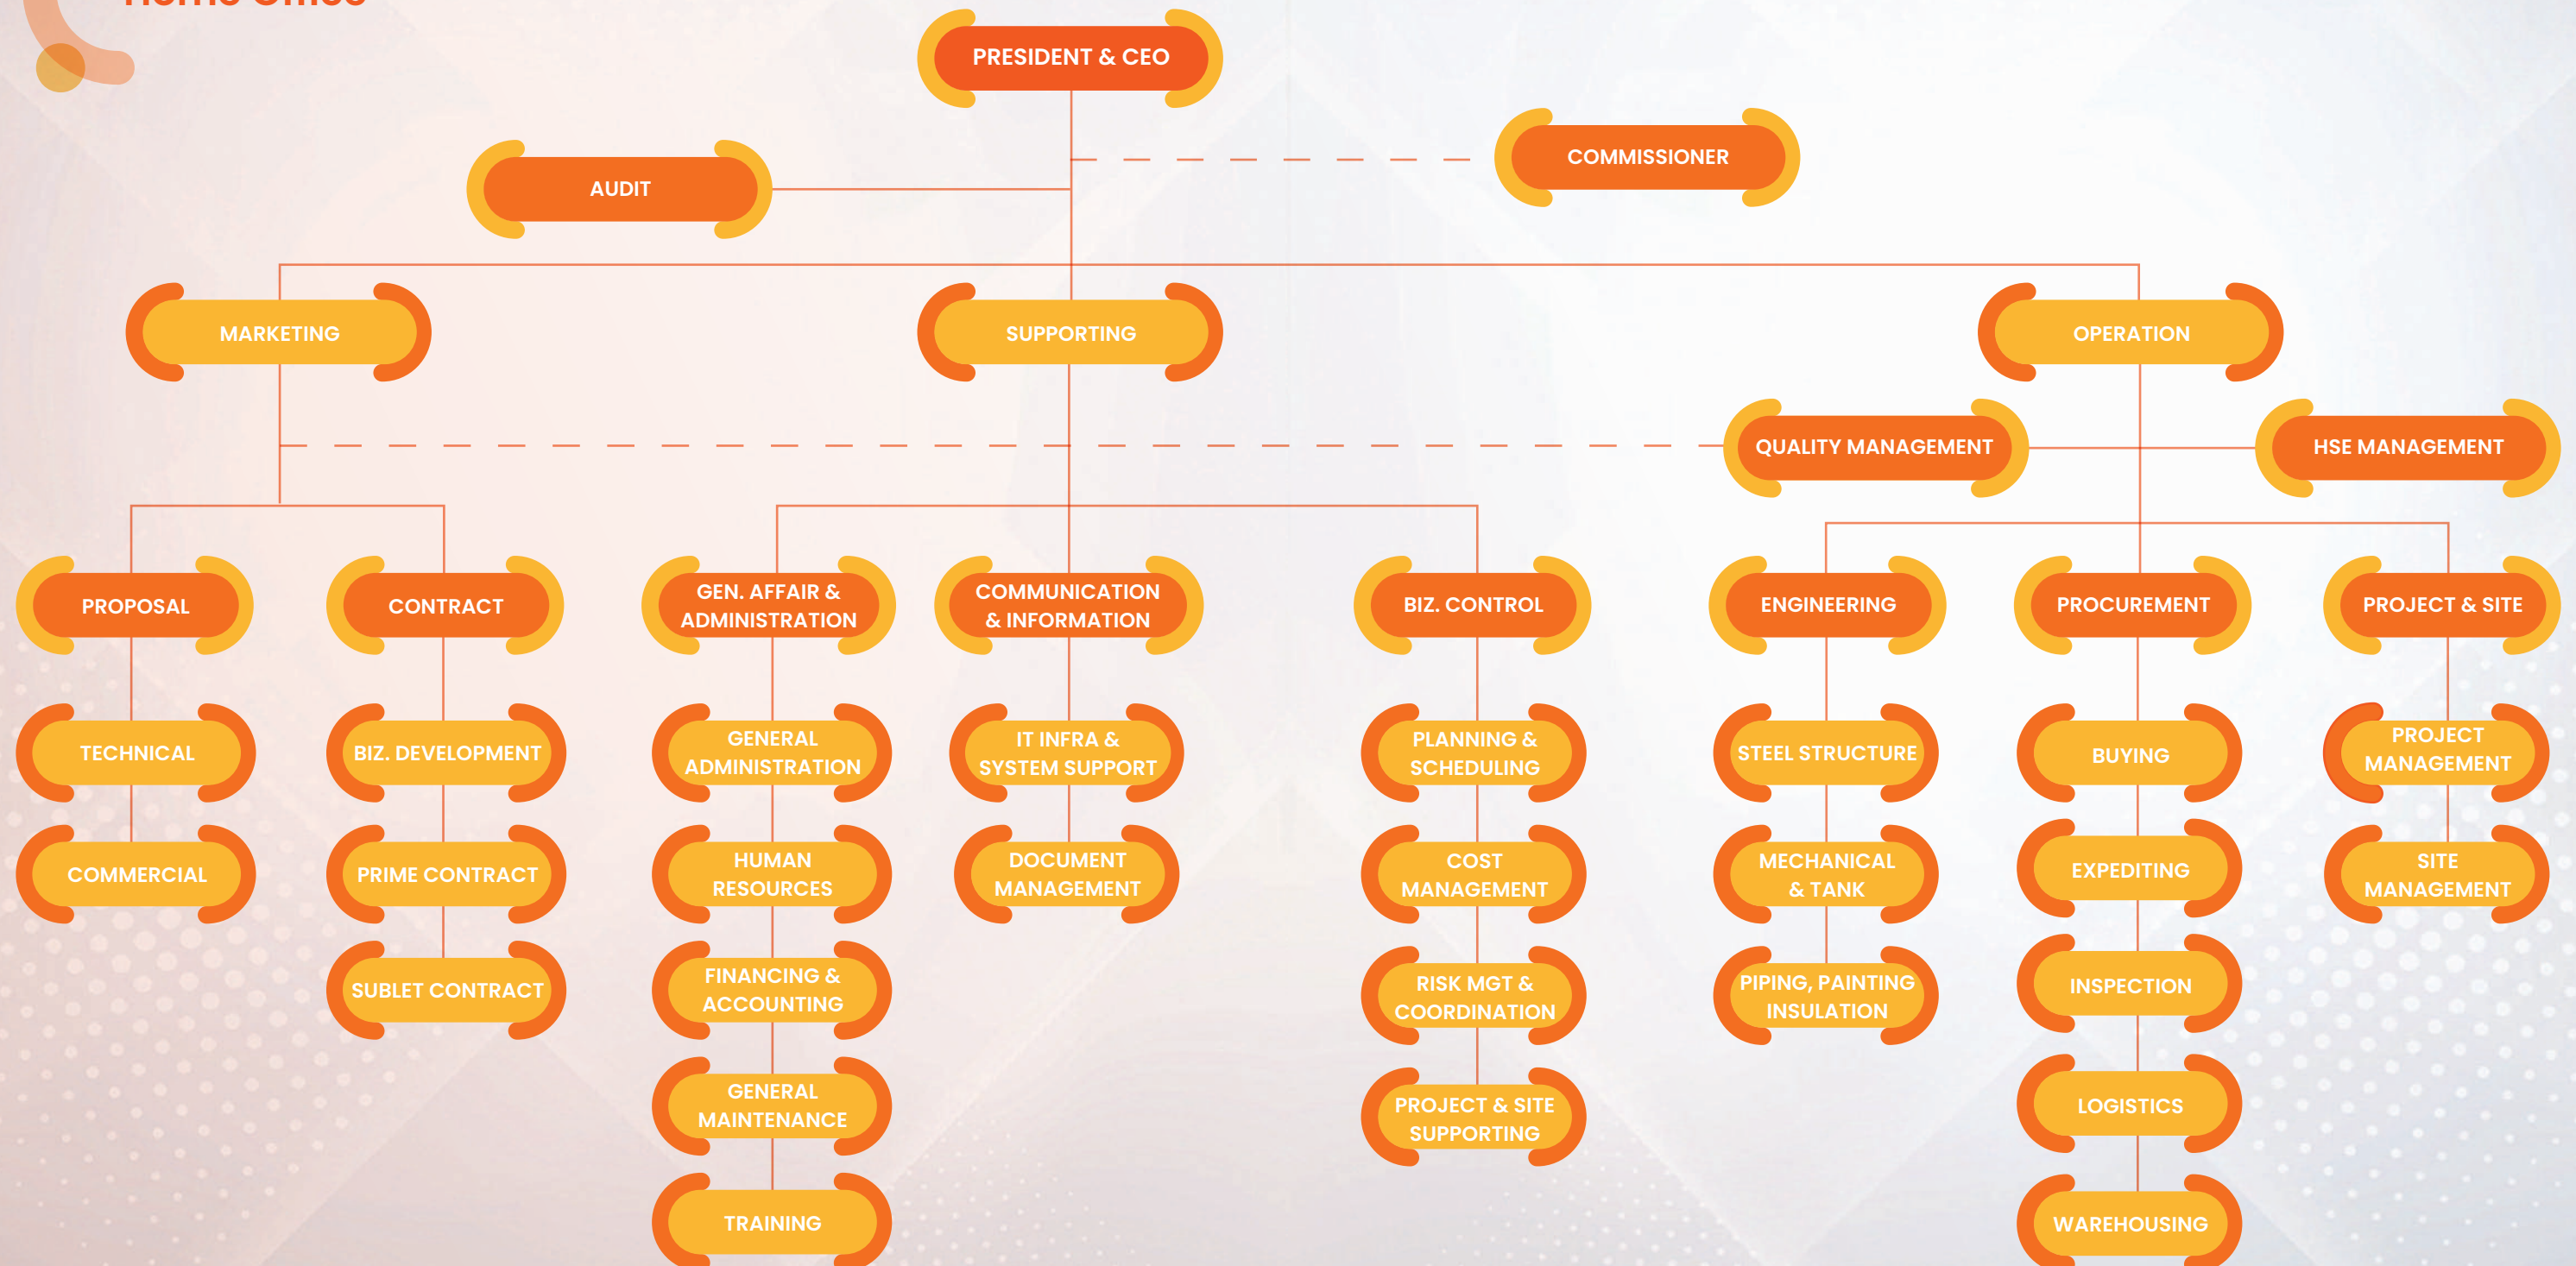 Home Office
PRESIDENT & CEO
COMMISSIONER
AUDIT
MARKETING
SUPPORTING
OPERATION
QUALITY MANAGEMENT
HSE MANAGEMENT
PROPOSAL
CONTRACT
GEN. AFFAIR &
ADMINISTRATION
COMMUNICATION
& INFORMATION
BIZ. CONTROL
ENGINEERING
PROCUREMENT
PROJECT & SITE
TECHNICAL
COMMERCIAL
BIZ. DEVELOPMENT
PRIME CONTRACT
SUBLET CONTRACT
GENERAL
ADMINISTRATION
HUMAN
RESOURCES
FINANCING &
ACCOUNTING
GENERAL
MAINTENANCE
TRAINING
IT INFRA &
SYSTEM SUPPORT
DOCUMENT
MANAGEMENT
PLANNING &
SCHEDULING
COST
MANAGEMENT
RISK MGT &
COORDINATION
PROJECT & SITE
SUPPORTING
STEEL STRUCTURE
MECHANICAL
& TANK
PIPING, PAINTING
INSULATION
BUYING
EXPEDITING
INSPECTION
LOGISTICS
WAREHOUSING
PROJECT
MANAGEMENT
SITE
MANAGEMENT